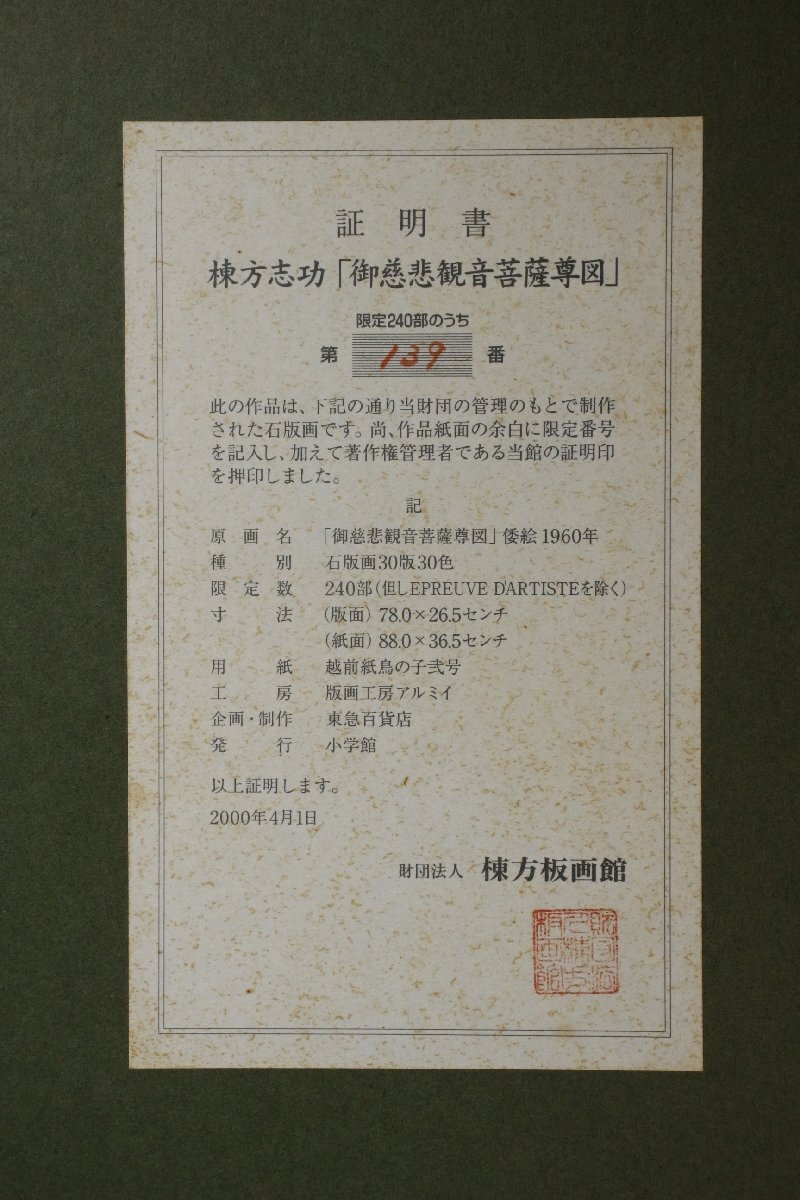 証明書
棟方志功「御慈悲観音菩薩尊図」
限定240部のうち
第 139 番
此の作品は、下記の通り当財団の管理のもとで制作
された石版画です。尚、作品紙面の余白に限定番号
を記入し、加えて著作権管理者である当館の証明印
を押印しました。
記
原画名 「御慈悲観音菩薩尊図」倭絵1960年
種別 石版画30版30色
限定数 240部(但しEPREUVE D'ARTISTEを除く)
寸法 (版面) 78.0×26.5センチ
(紙面) 88.0×36.5センチ
用紙 越前紙鳥の子弐号
工房 版画工房アルミイ
企画・制作 東急百貨店
発行 小学館
以上証明します。
2000年4月1日
財団法人 棟方板画館